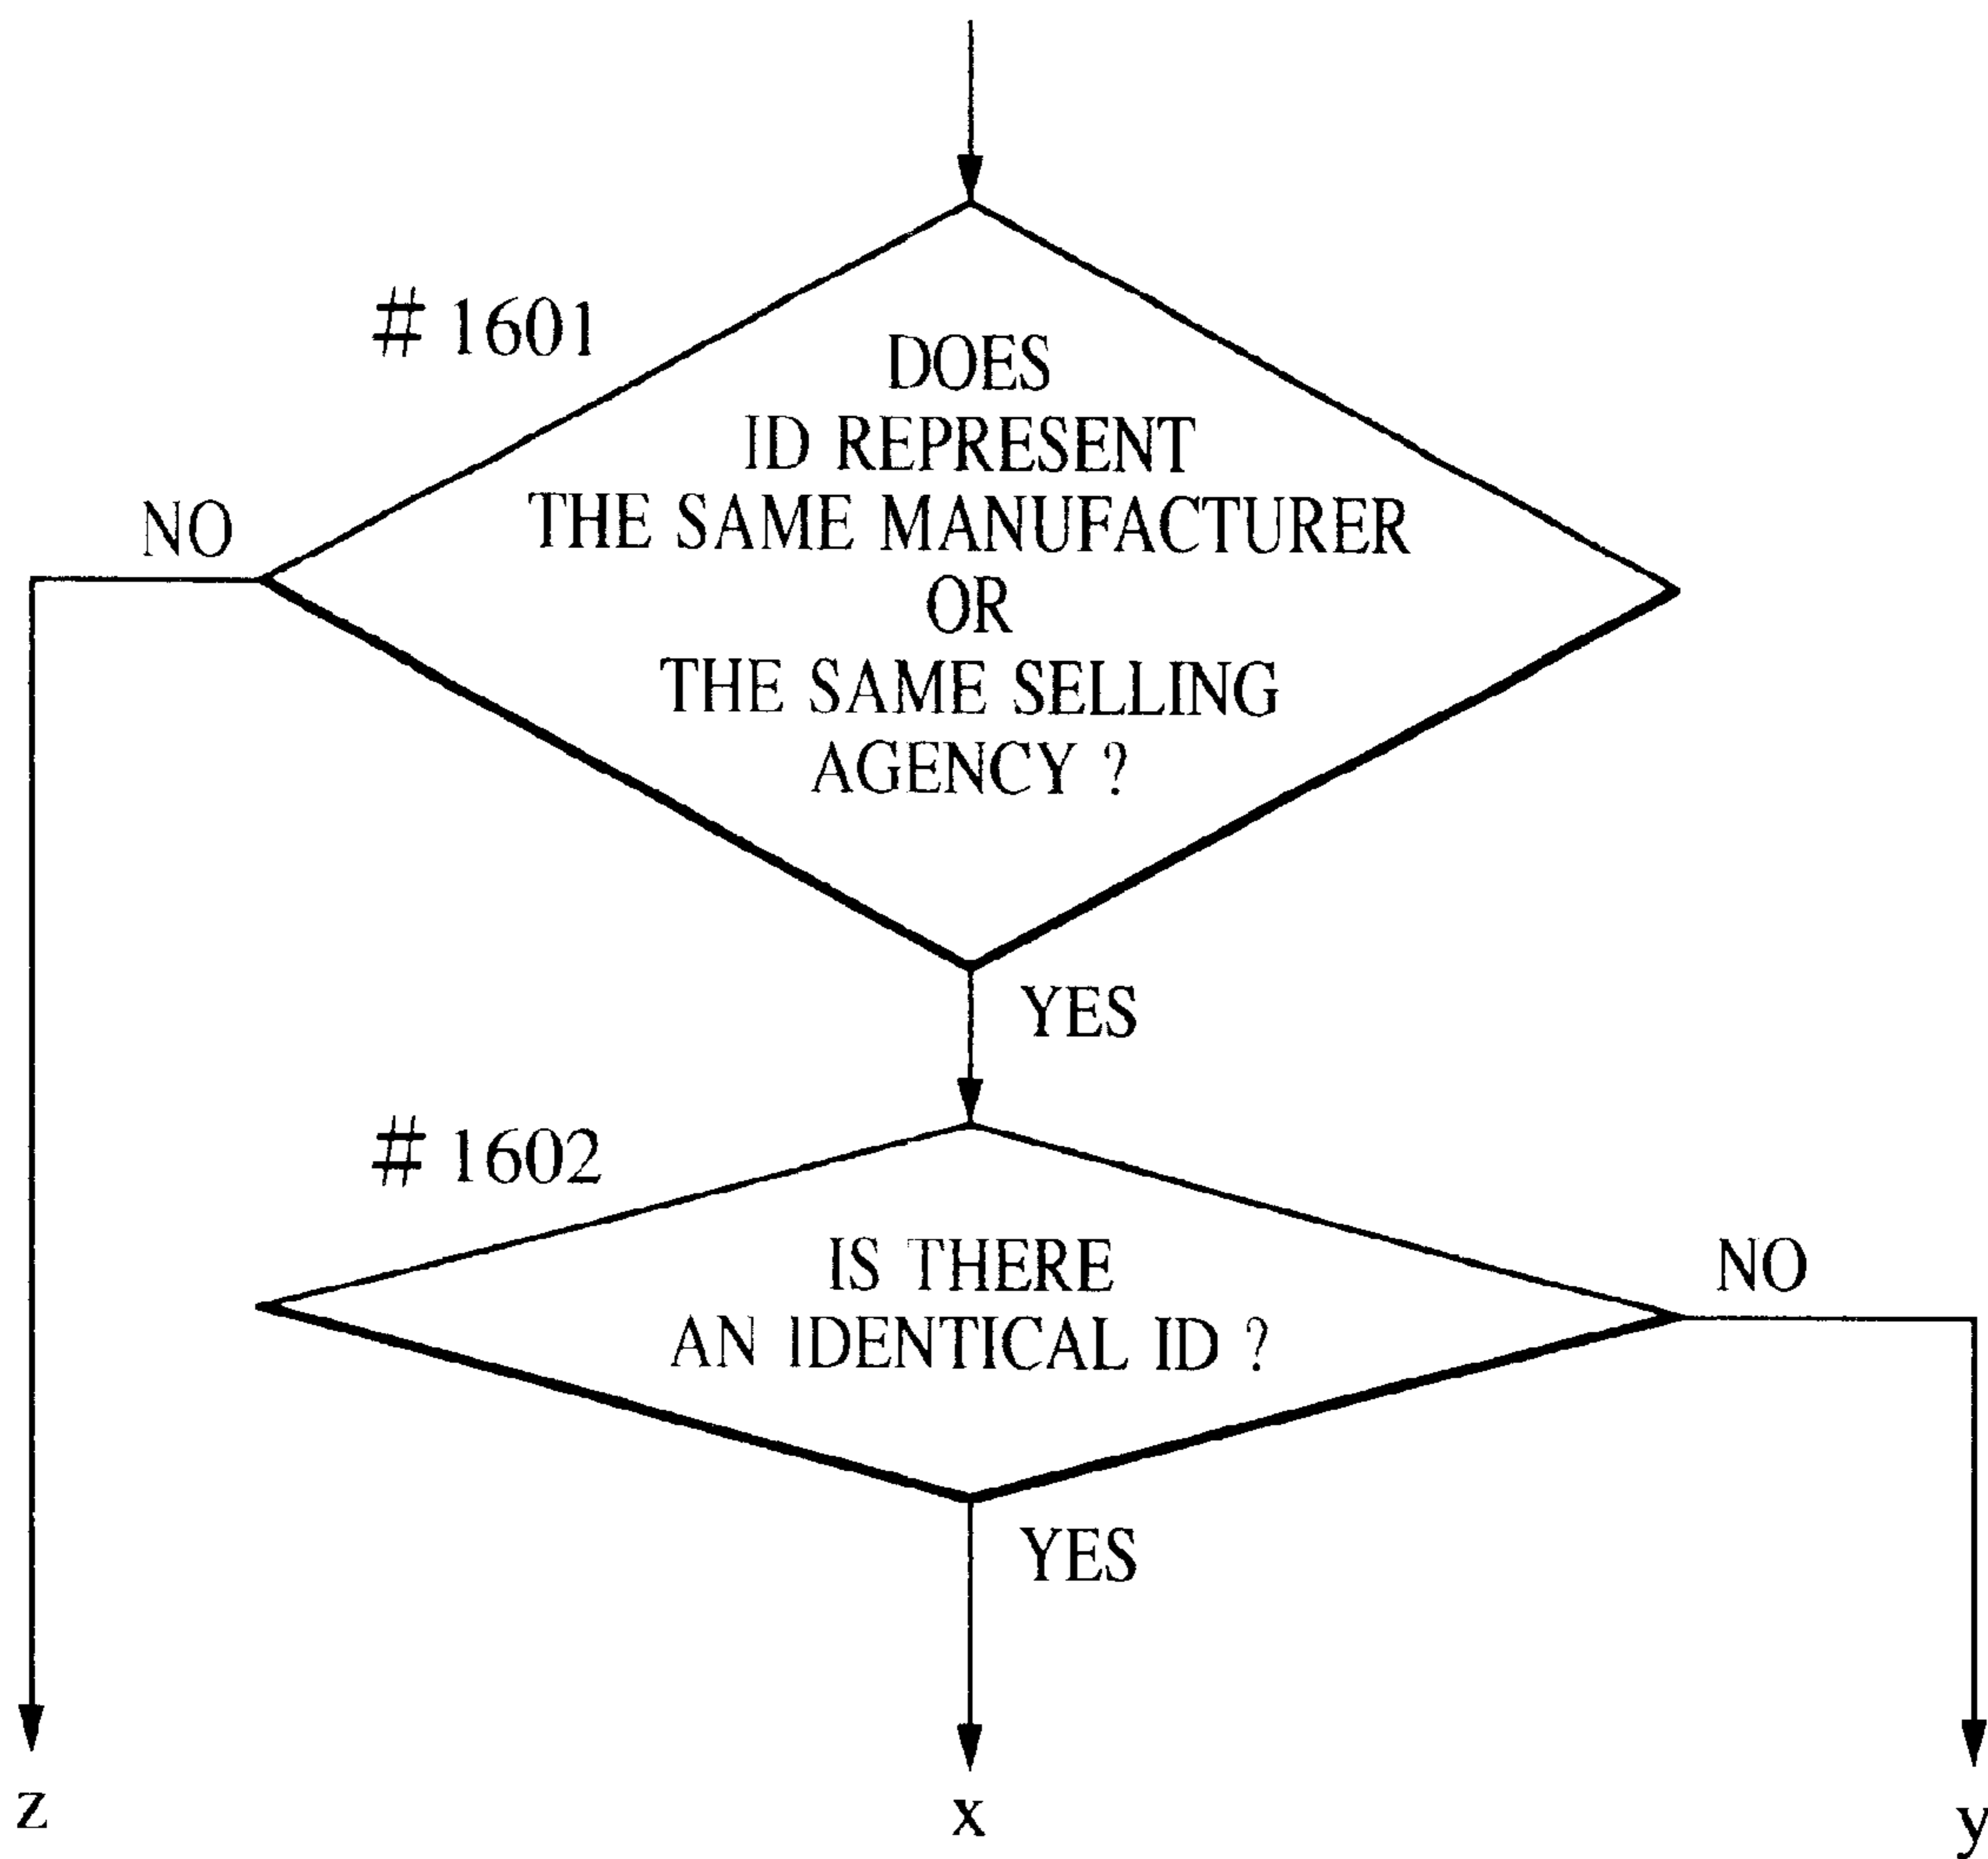 # 1601
DOES
ID REPRESENT
THE SAME MANUFACTURER
OR
THE SAME SELLING
AGENCY ?
NO
YES
# 1602
IS THERE
AN IDENTICAL ID ?
NO
YES
z
x
y